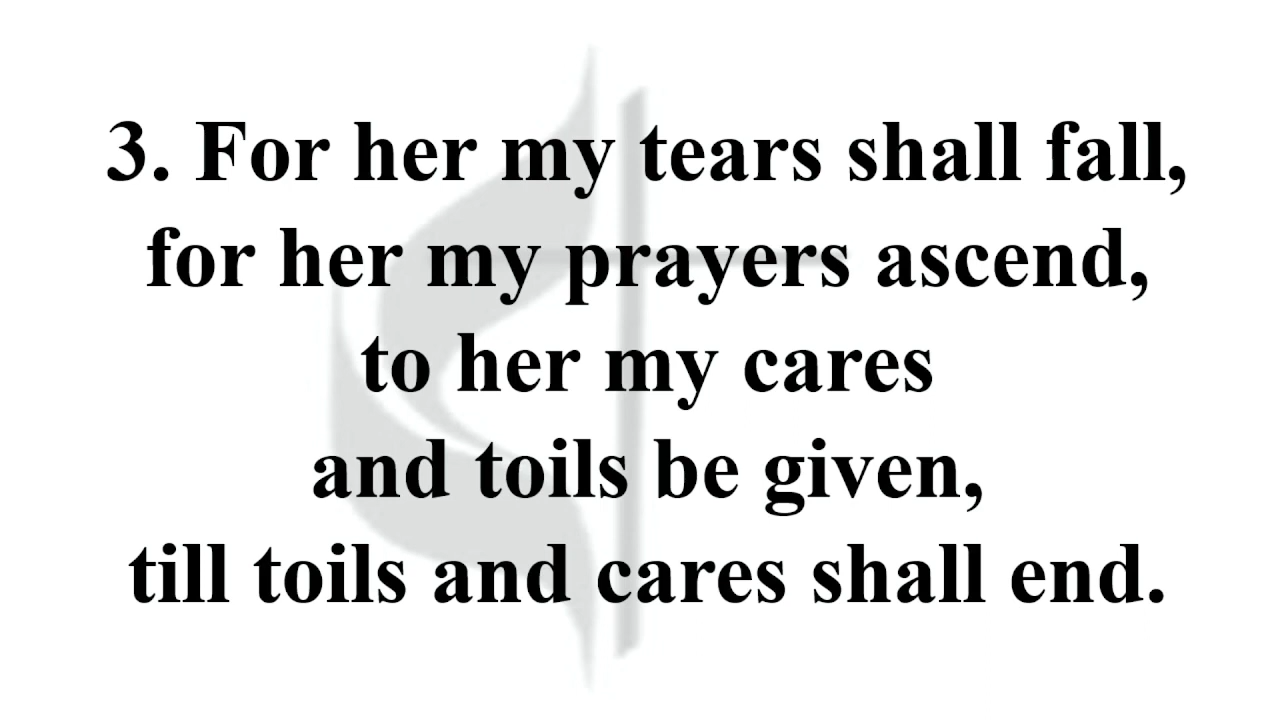 3. For her my tears shall fall,
for her my prayers ascend,
to her my cares
and toils be given,
till toils and cares shall end.